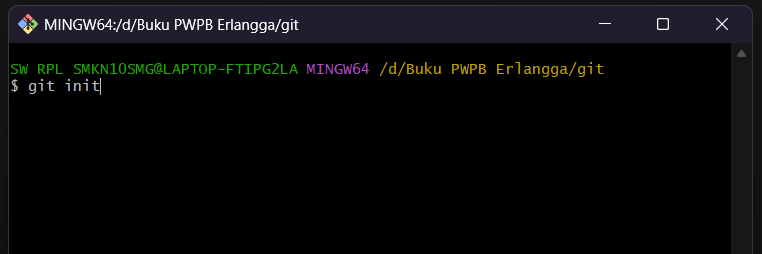 MINGW64:/d/Buku PWPB Erlangga/git
SW RPL SMKN10SMG@LAPTOP-FTIPG2LA MINGW64 /d/Buku PWPB Erlangga/git
$ git init